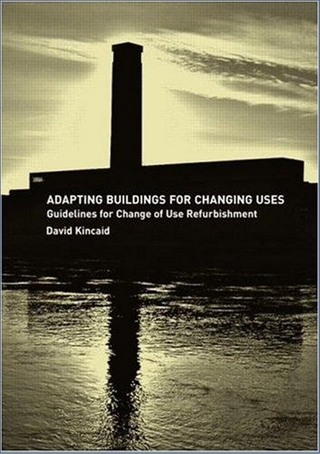 ADAPTING BUILDINGS FOR CHANGING USES
Guidelines for Change of Use Refurbishment
David Kincaid